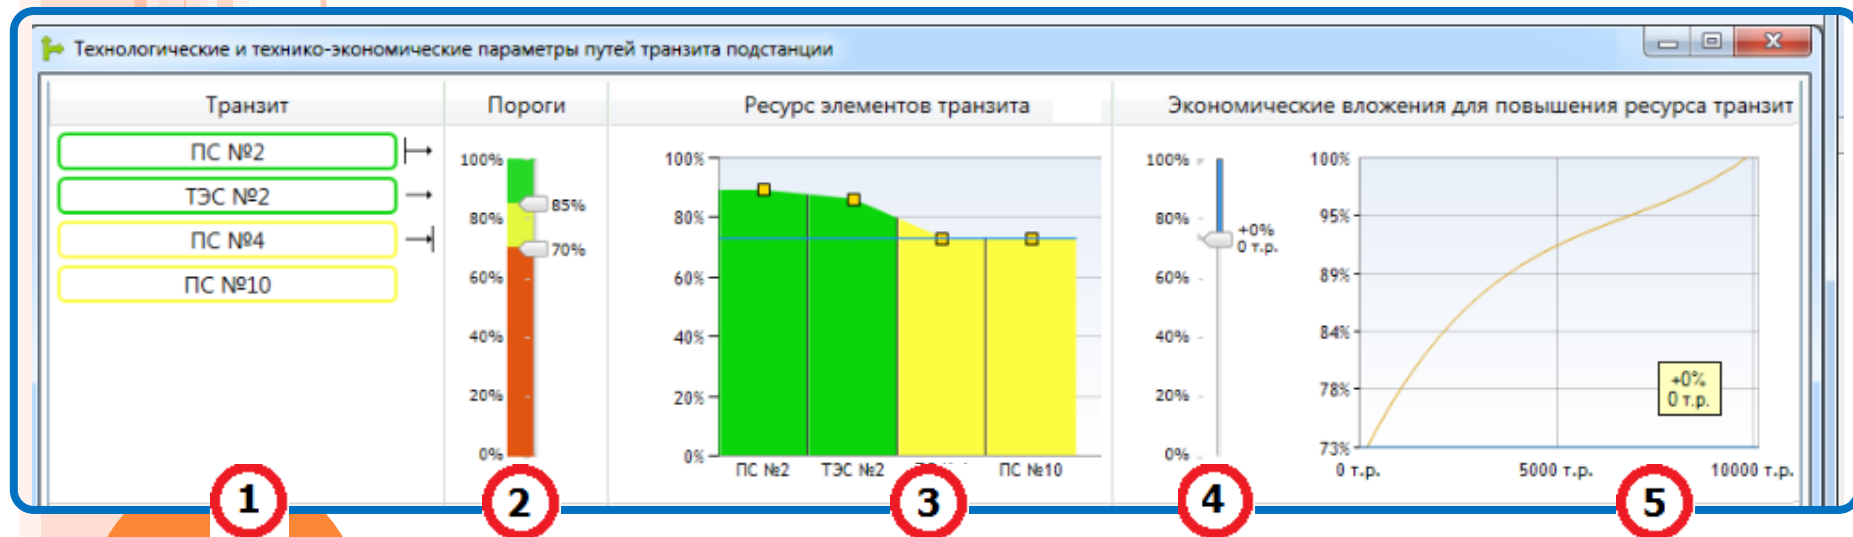 Технологические и технико-экономические параметры путей транзита подстанции
Транзит
Пороги
Ресурс элементов транзита
Экономические вложения для повышения ресурса транзит
ПС №2
ТЭС №2
ПС №4
ПС №10
100%
80%
60%
40%
20%
0%
85%
70%
100%
80%
60%
40%
20%
0%
ПС №2
ТЭС №2
ПС №10
100%
80%
60%
40%
20%
0%
+0%
0 т.р.
100%
95%
89%
84%
78%
73%
0 т.р.
5000 т.р.
10000 т.р.
+0%
0 т.р.
1
2
3
4
5